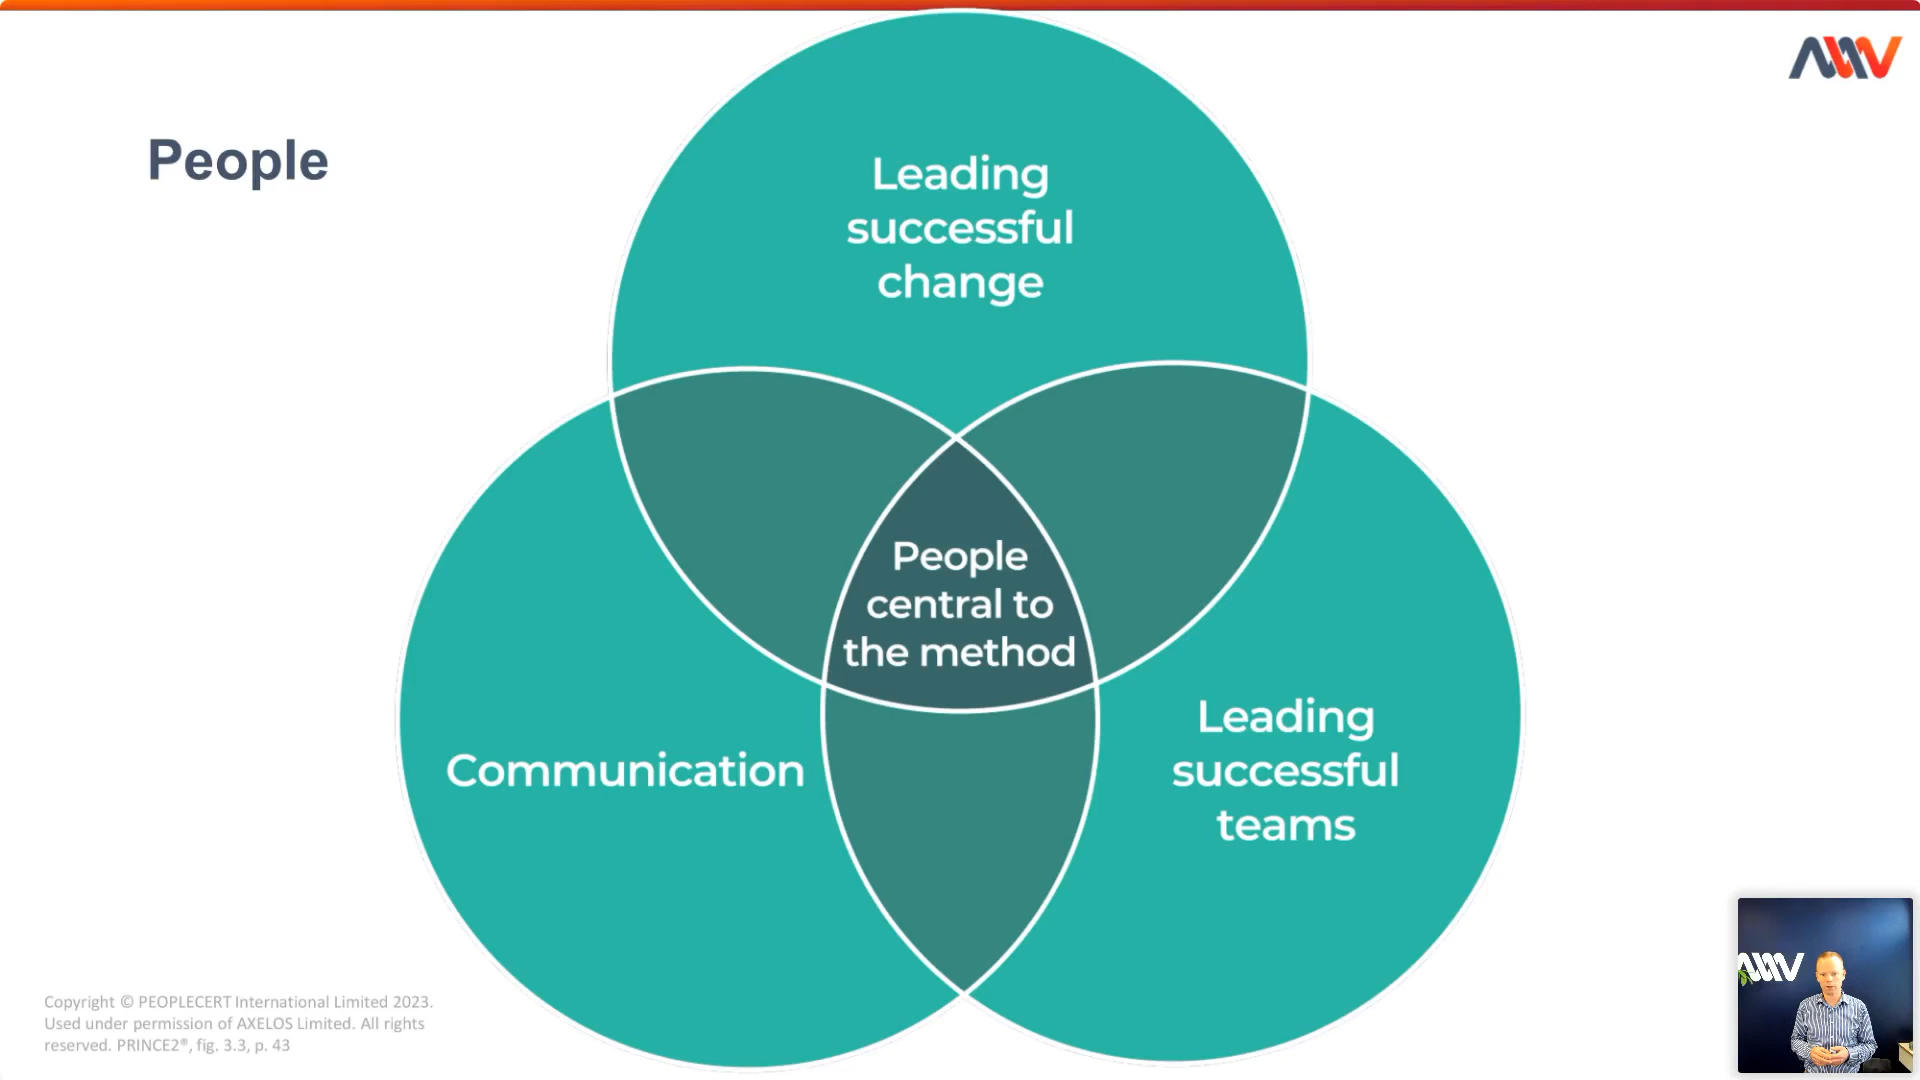 People
Leading
successful
change
People
central to
the method
Communication
Leading
successful
teams
Copyright © PEOPLECERT International Limited 2023.
Used under permission of AXELOS Limited. All rights
reserved. PRINCE2®, fig. 3.3, p. 43